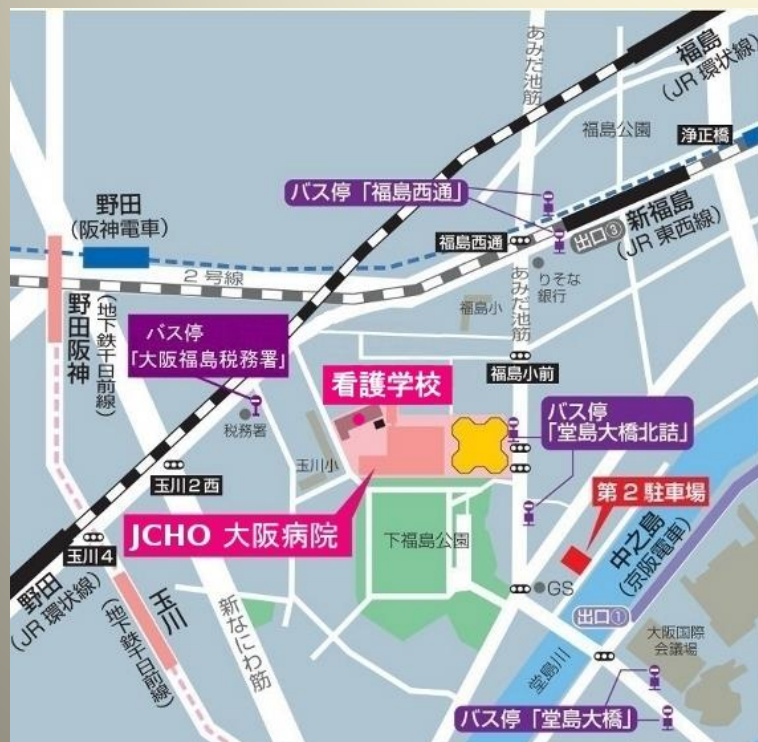 あみだ池筋
福島
(JR環状線)
福島公園
浄正橋
バス停「福島西通」
野田
(阪神電車)
新福島
(JR東西線)
出口③
福島西通
2号線
りそな
銀行
あみだ池筋
野田阪神
(地下鉄千日前線)
福島小
バス停
「大阪福島税務署」
福島小前
看護学校
バス停
「堂島大橋北詰」
税務署
玉川小
玉川2西
第2駐車場
JCHO 大阪病院
下福島公園
中之島
(京阪電車)
玉川4
野田
(JR環状線)
玉川
(地下鉄千日前線)
新なにわ筋
GS
出口①
大阪国際
会議場
堂島川
バス停「堂島大橋」